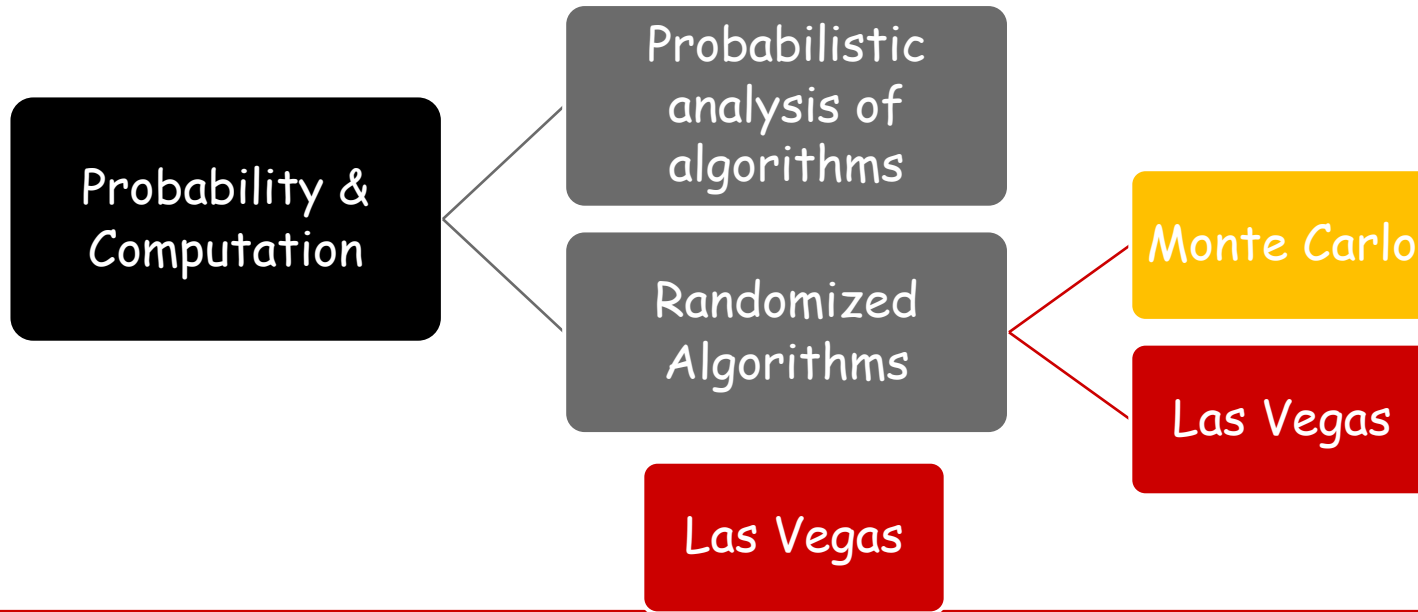 Probability &
Computation
Probabilistic
analysis of
algorithms
Randomized
Algorithms
Monte Carlo
Las Vegas
Las Vegas